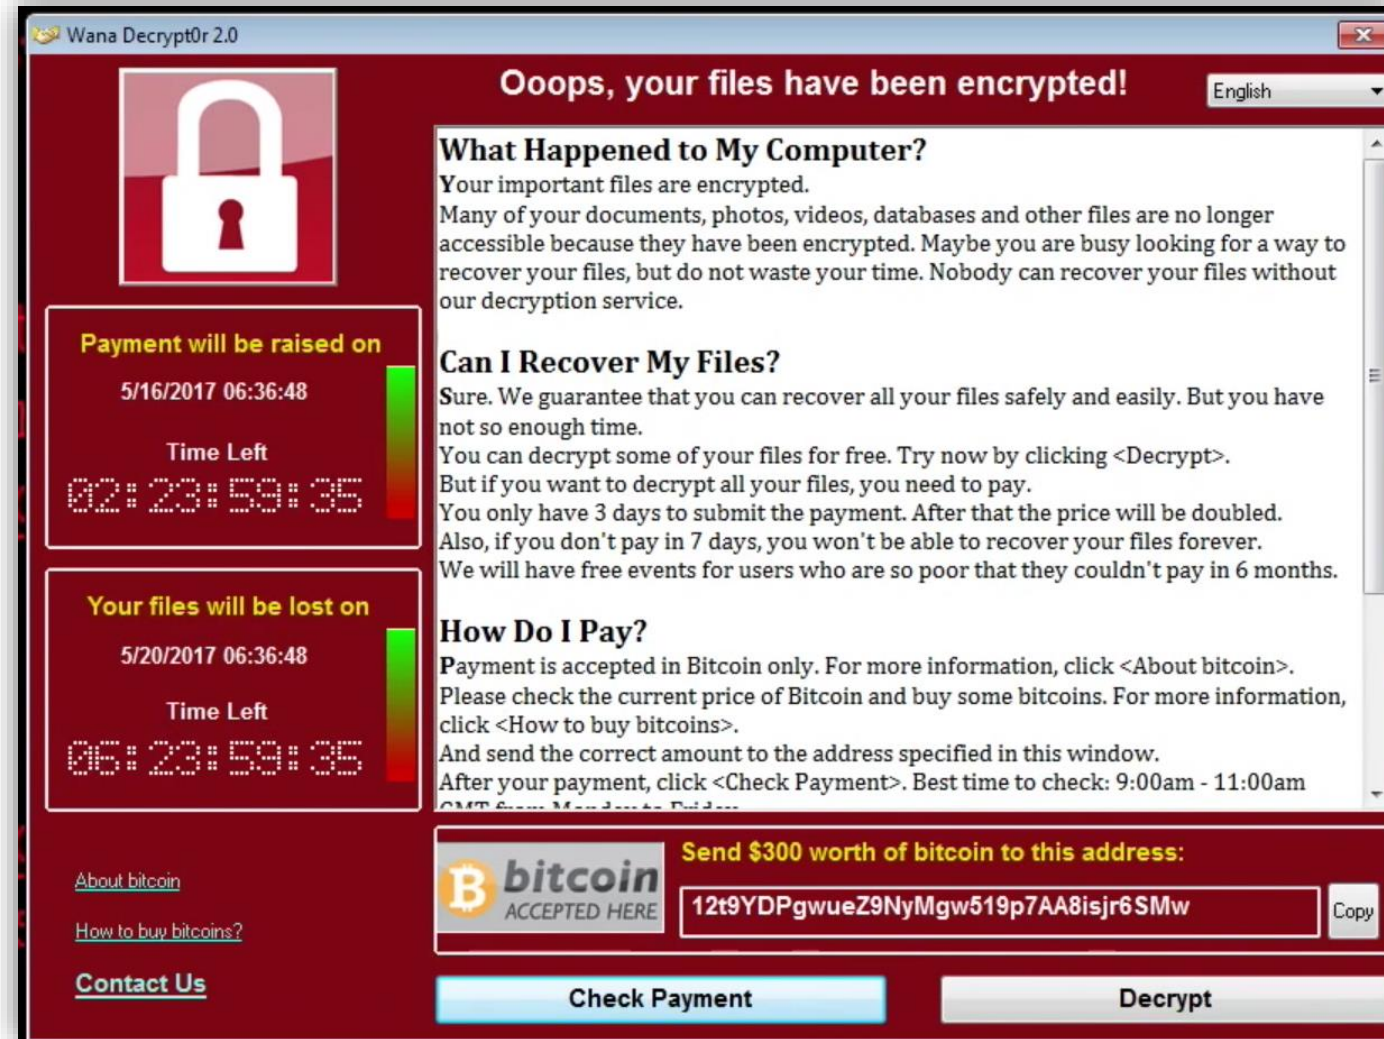 Wana Decrypt0r 2.0
Ooops, your files have been encrypted!
English
What Happened to My Computer?
Your important files are encrypted.
Many of your documents, photos, videos, databases and other files are no longer
accessible because they have been encrypted. Maybe you are busy looking for a way to
recover your files, but do not waste your time. Nobody can recover your files without
our decryption service.
Can I Recover My Files?
Sure. We guarantee that you can recover all your files safely and easily. But you have
not so enough time.
You can decrypt some of your files for free. Try now by clicking <Decrypt>.
But if you want to decrypt all your files, you need to pay.
You only have 3 days to submit the payment. After that the price will be doubled.
Also, if you don't pay in 7 days, you won't be able to recover your files forever.
We will have free events for users who are so poor that they couldn't pay in 6 months.
How Do I Pay?
Payment is accepted in Bitcoin only. For more information, click <About bitcoin>.
Please check the current price of Bitcoin and buy some bitcoins. For more information,
click <How to buy bitcoins>.
And send the correct amount to the address specified in this window.
After your payment, click <Check Payment>. Best time to check: 9:00am - 11:00am
GMT from Monday to Friday
Payment will be raised on
5/16/2017 06:36:48
Time Left
02:23:59:35
Your files will be lost on
5/20/2017 06:36:48
Time Left
06:23:59:35
About bitcoin
How to buy bitcoins?
Contact Us
bitcoin
ACCEPTED HERE
Send $300 worth of bitcoin to this address:
12t9YDPgwueZ9NyMgw519p7AA8isjr6SMw
Copy
Check Payment
Decrypt